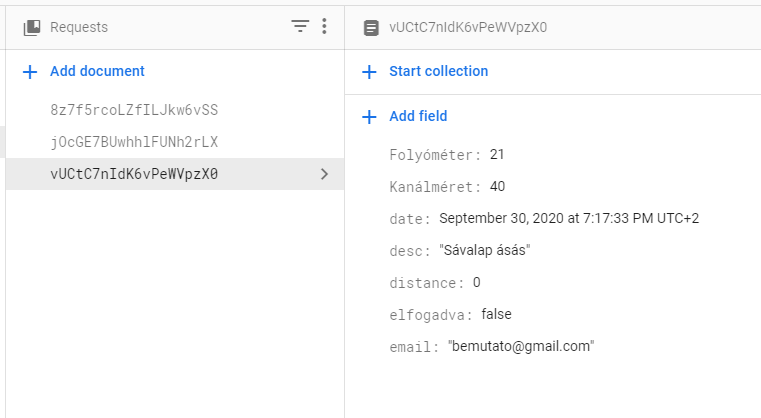 Requests
Add document
8z7f5rcoLZfILJkw6vSS
jOcGE7BUwhhlFUNh2rLX
vUCtC7nIdK6vPeWVpzX0
vUCtC7nIdK6vPeWVpzX0
Start collection
Add field
Folyóméter: 21
Kanálméret: 40
date: September 30, 2020 at 7:17:33 PM UTC+2
desc: "Sávalap ásás"
distance: 0
elfogadva: false
email: "bemutato@gmail.com"